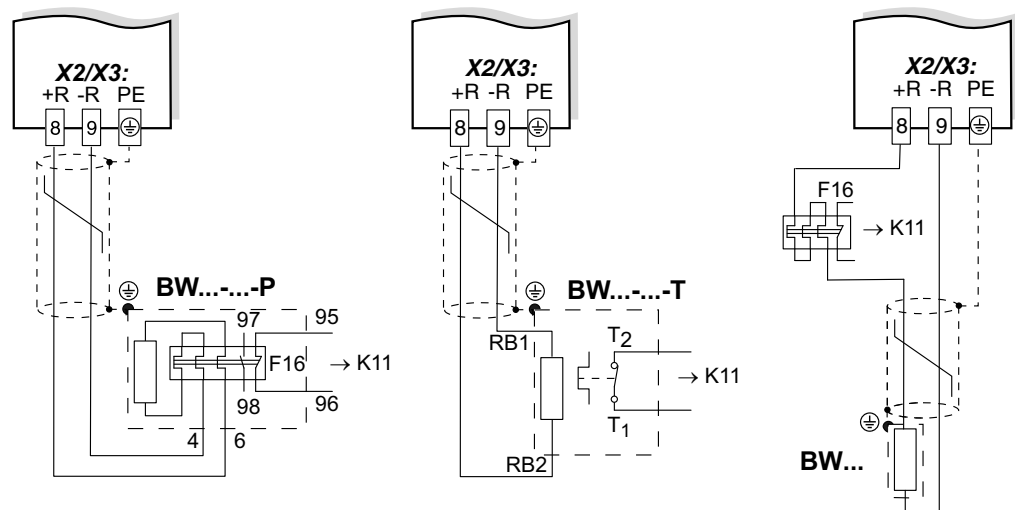 X2/X3:
+R -R PE
8 9
BW...-...-P
97 95
F16 → K11
98 96
4 6
X2/X3:
+R -R PE
8 9
BW...-...-T
RB1
T2
→ K11
T1
RB2
X2/X3:
+R -R PE
8 9
F16
→ K11
BW...